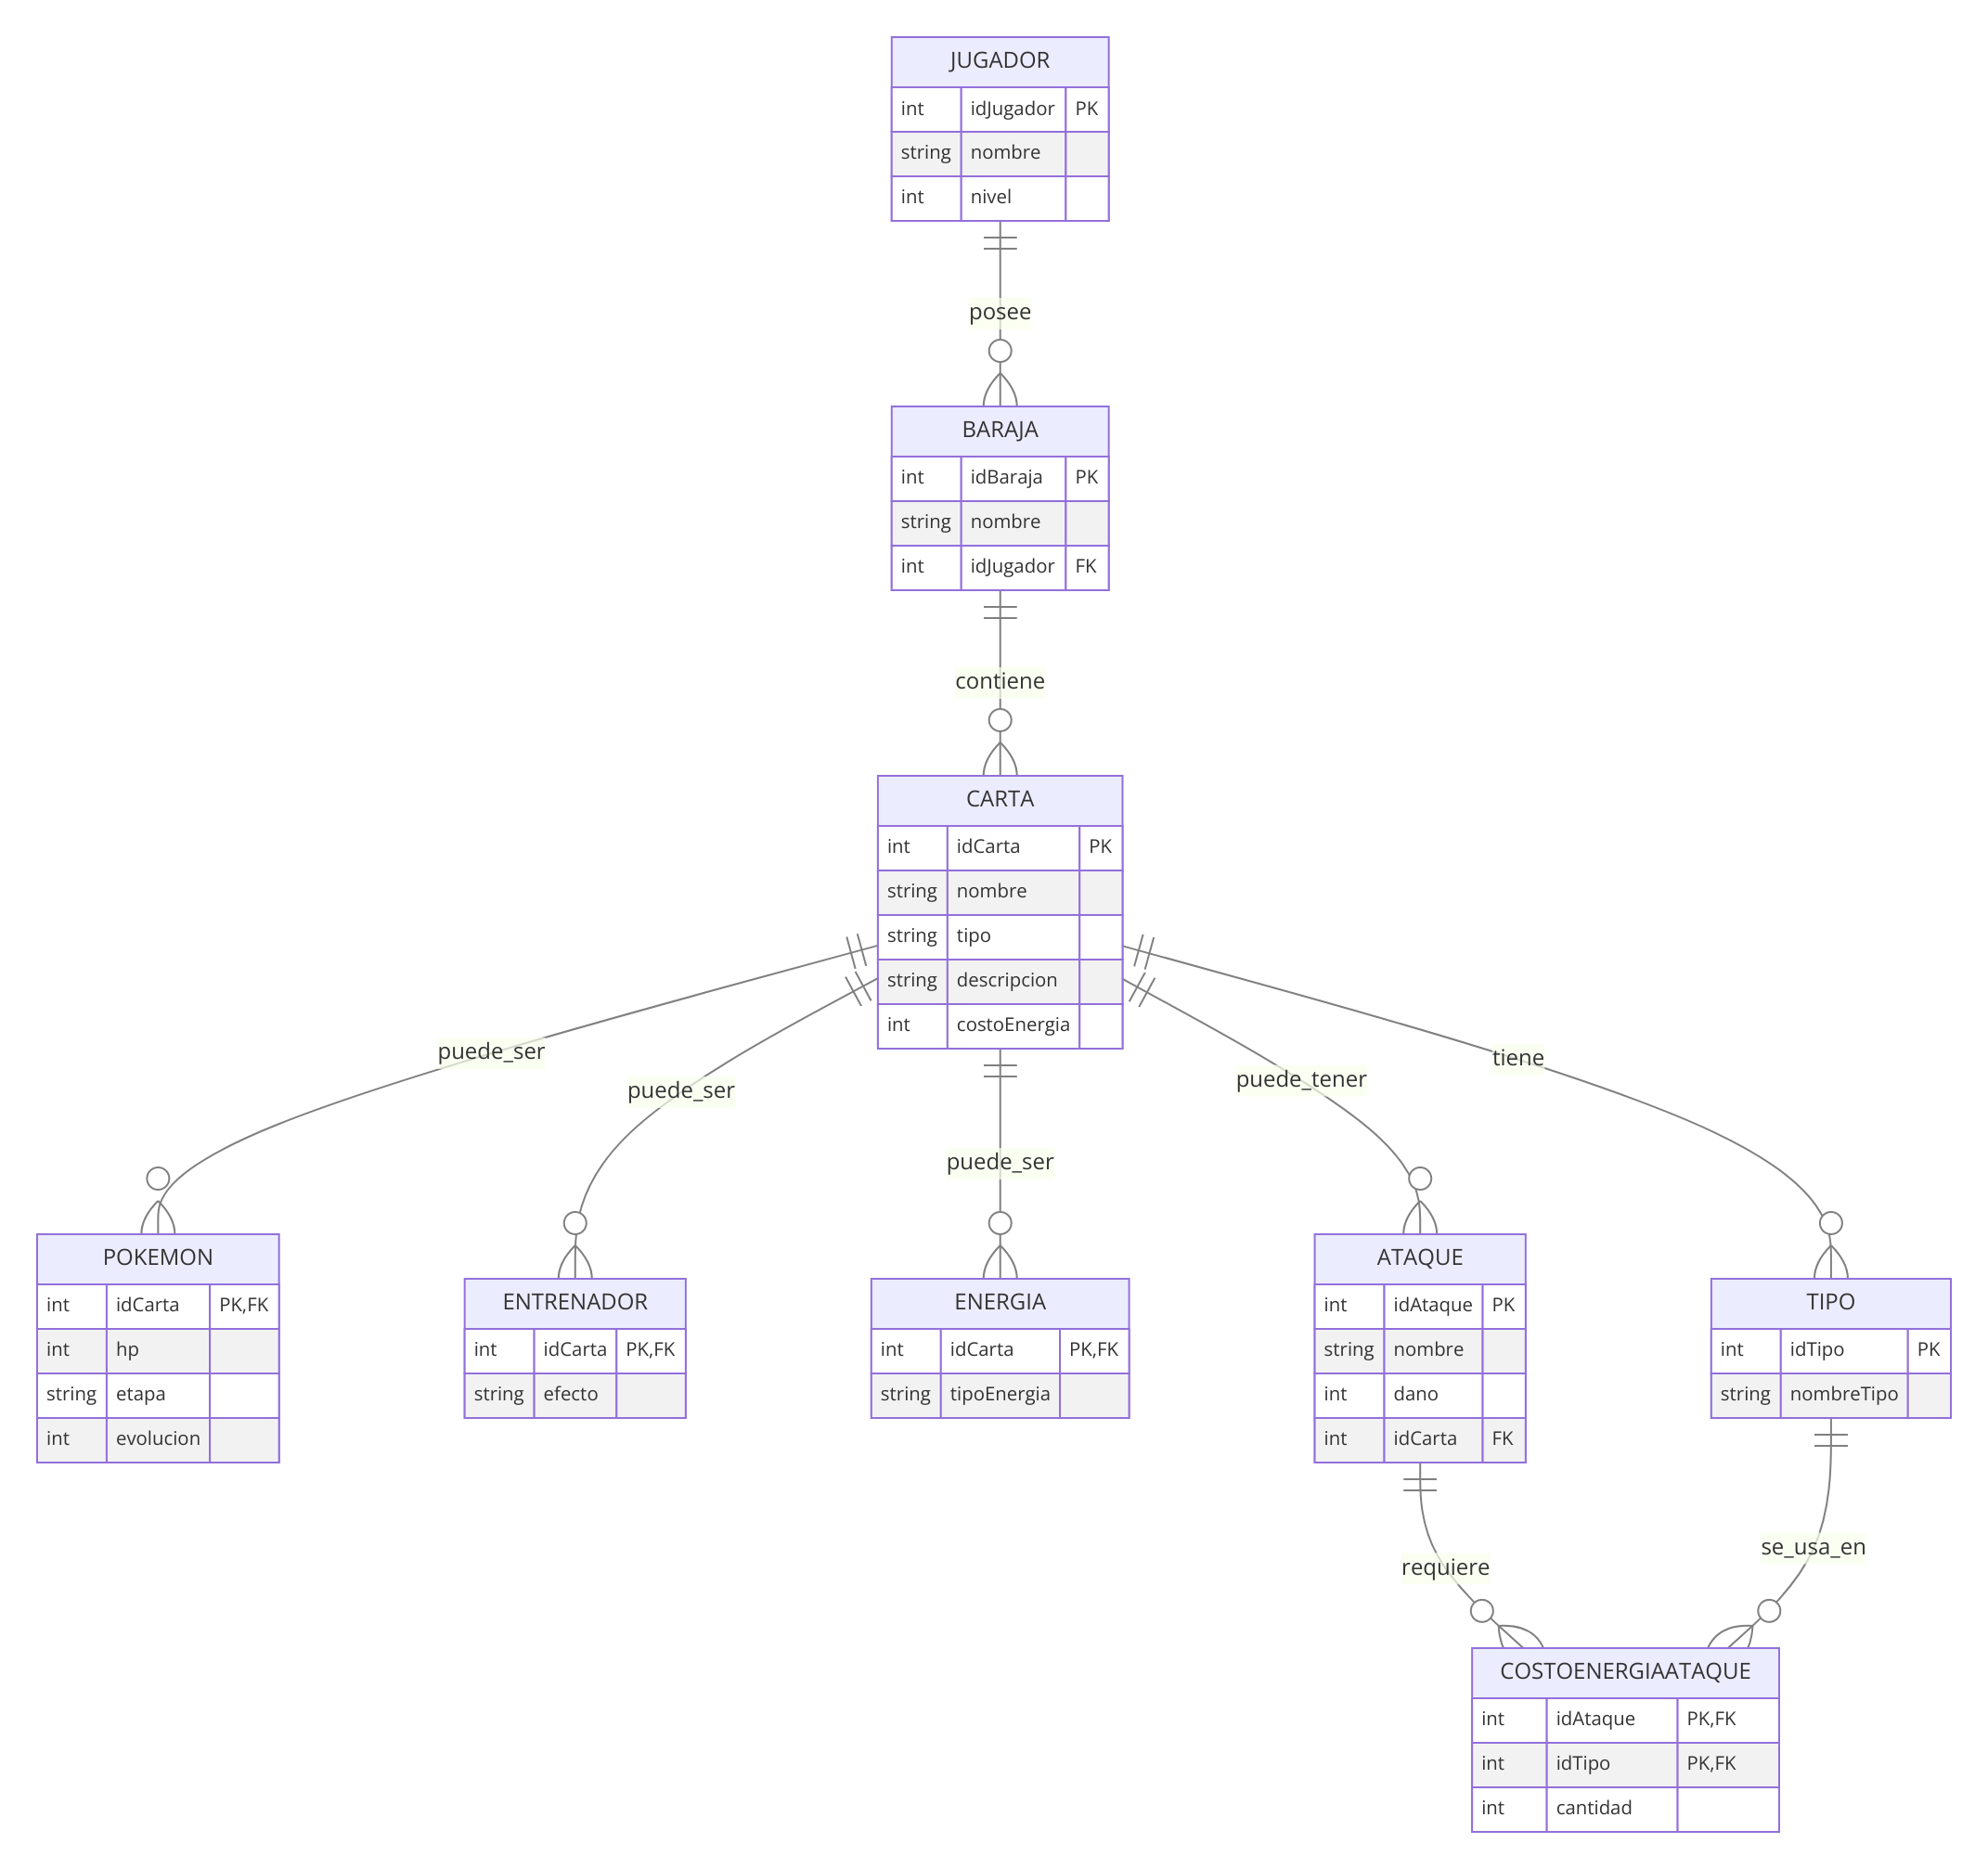 JUGADOR
int idJugador PK
string nombre
int nivel
posee
BARAJA
int idBaraja PK
string nombre
int idJugador FK
contiene
CARTA
int idCarta PK
string nombre
string tipo
string descripcion
int costoEnergia
puede_ser
puede_ser
puede_ser
puede_tener
tiene
POKEMON
int idCarta PK,FK
int hp
string etapa
int evolucion
ENTRENADOR
int idCarta PK,FK
string efecto
ENERGIA
int idCarta PK,FK
string tipoEnergia
ATAQUE
int idAtaque PK
string nombre
int dano
int idCarta FK
TIPO
int idTipo PK
string nombreTipo
requiere
se_usa_en
COSTOENERGIAATAQUE
int idAtaque PK,FK
int idTipo PK,FK
int cantidad